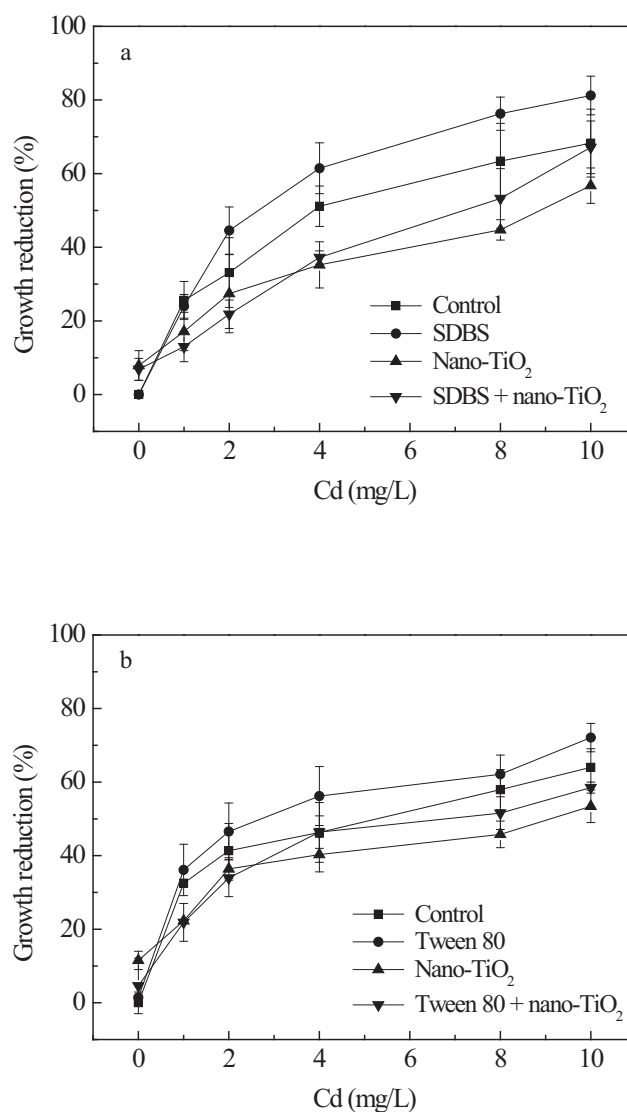 a
100
80
60
40
20
0
Growth reduction (%)
Control
SDBS
Nano-TiO₂
SDBS + nano-TiO₂
0 2 4 6 8 10
Cd (mg/L)
b
100
80
60
40
20
0
Growth reduction (%)
Control
Tween 80
Nano-TiO₂
Tween 80 + nano-TiO₂
0 2 4 6 8 10
Cd (mg/L)